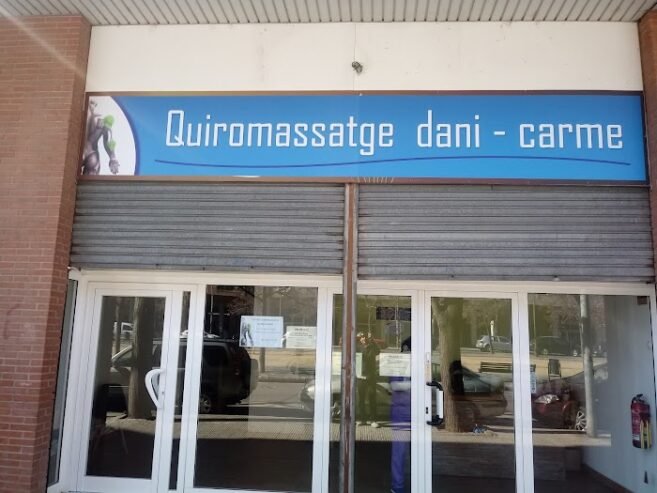 Quiromassatge dani - carme